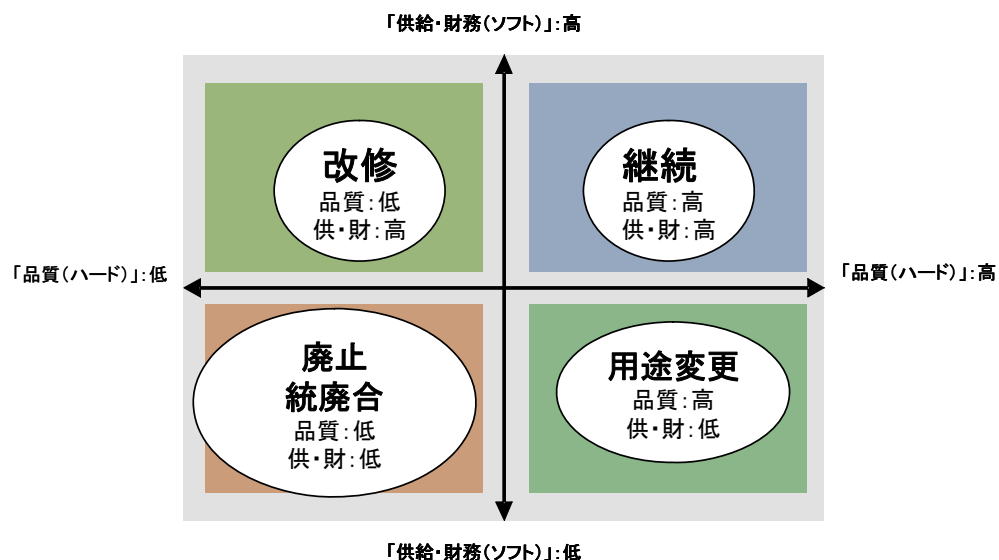 「供給・財務(ソフト)」:高
改修
品質:低
供・財:高
継続
品質:高
供・財:高
「品質(ハード)」:低
「品質(ハード)」:高
廃止
統廃合
品質:低
供・財:低
用途変更
品質:高
供・財:低
「供給・財務(ソフト)」:低